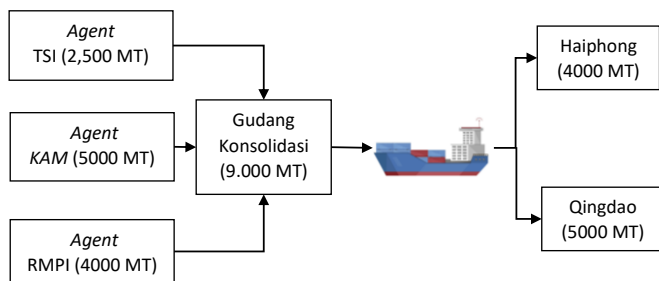 Agent
TSI (2,500 MT)
Agent
KAM (5000 MT)
Agent
RMPI (4000 MT)
Gudang
Konsolidasi
(9.000 MT)
Haiphong
(4000 MT)
Qingdao
(5000 MT)